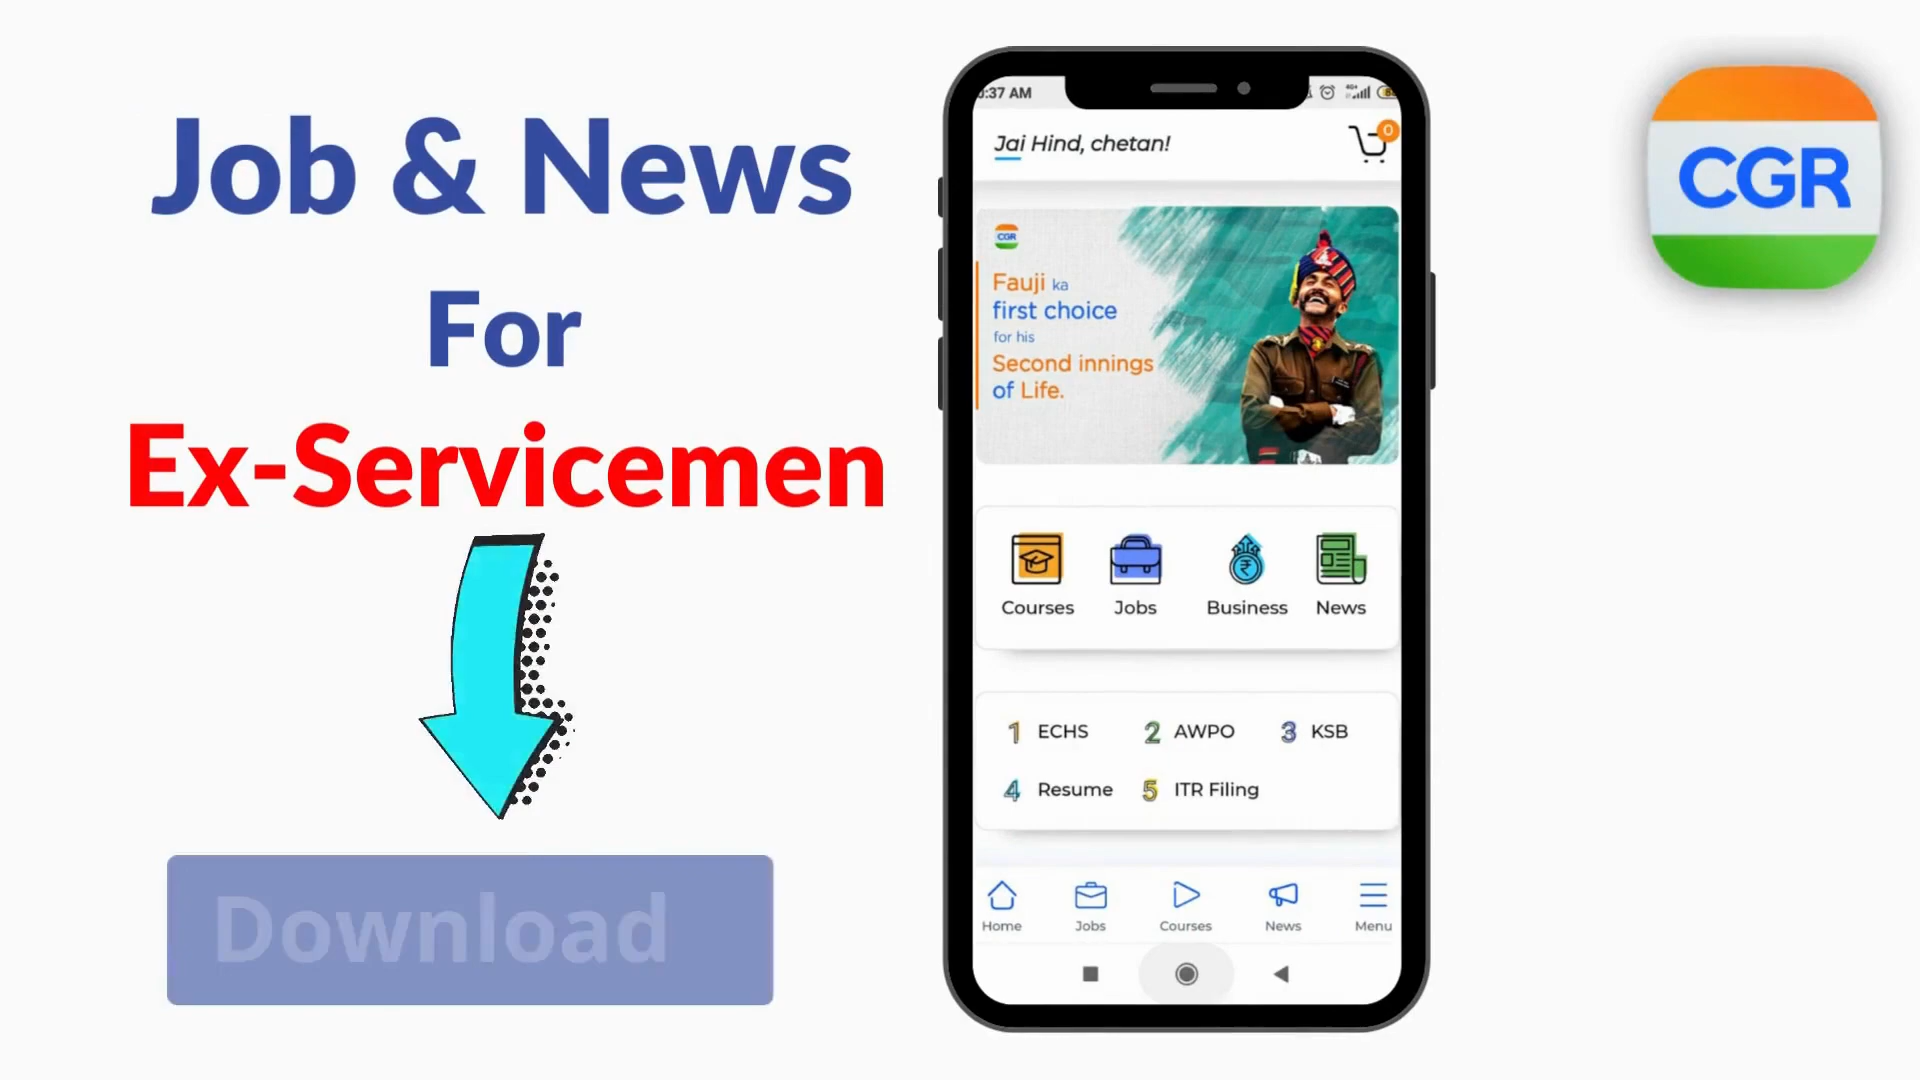 Job & News
For
Ex-Servicemen
Download
:37 AM
Jai Hind, chetan!
0
CGR
Fauji ka
first choice
for his
Second innings
of Life.
Courses
Jobs
Business
News
1 ECHS
2 AWPO
3 KSB
4 Resume
5 ITR Filing
Home
Jobs
Courses
News
Menu
CGR